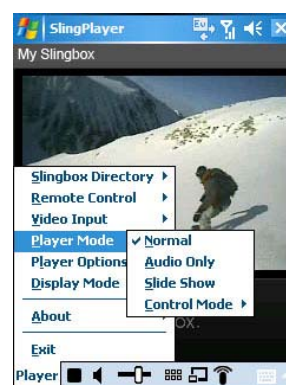 SlingPlayer
My Slingbox
Slingbox Directory
Remote Control
Video Input
Player Mode
Normal
Player Options
Audio Only
Display Mode
Slide Show
Control Mode
About
ox.
Exit
Player